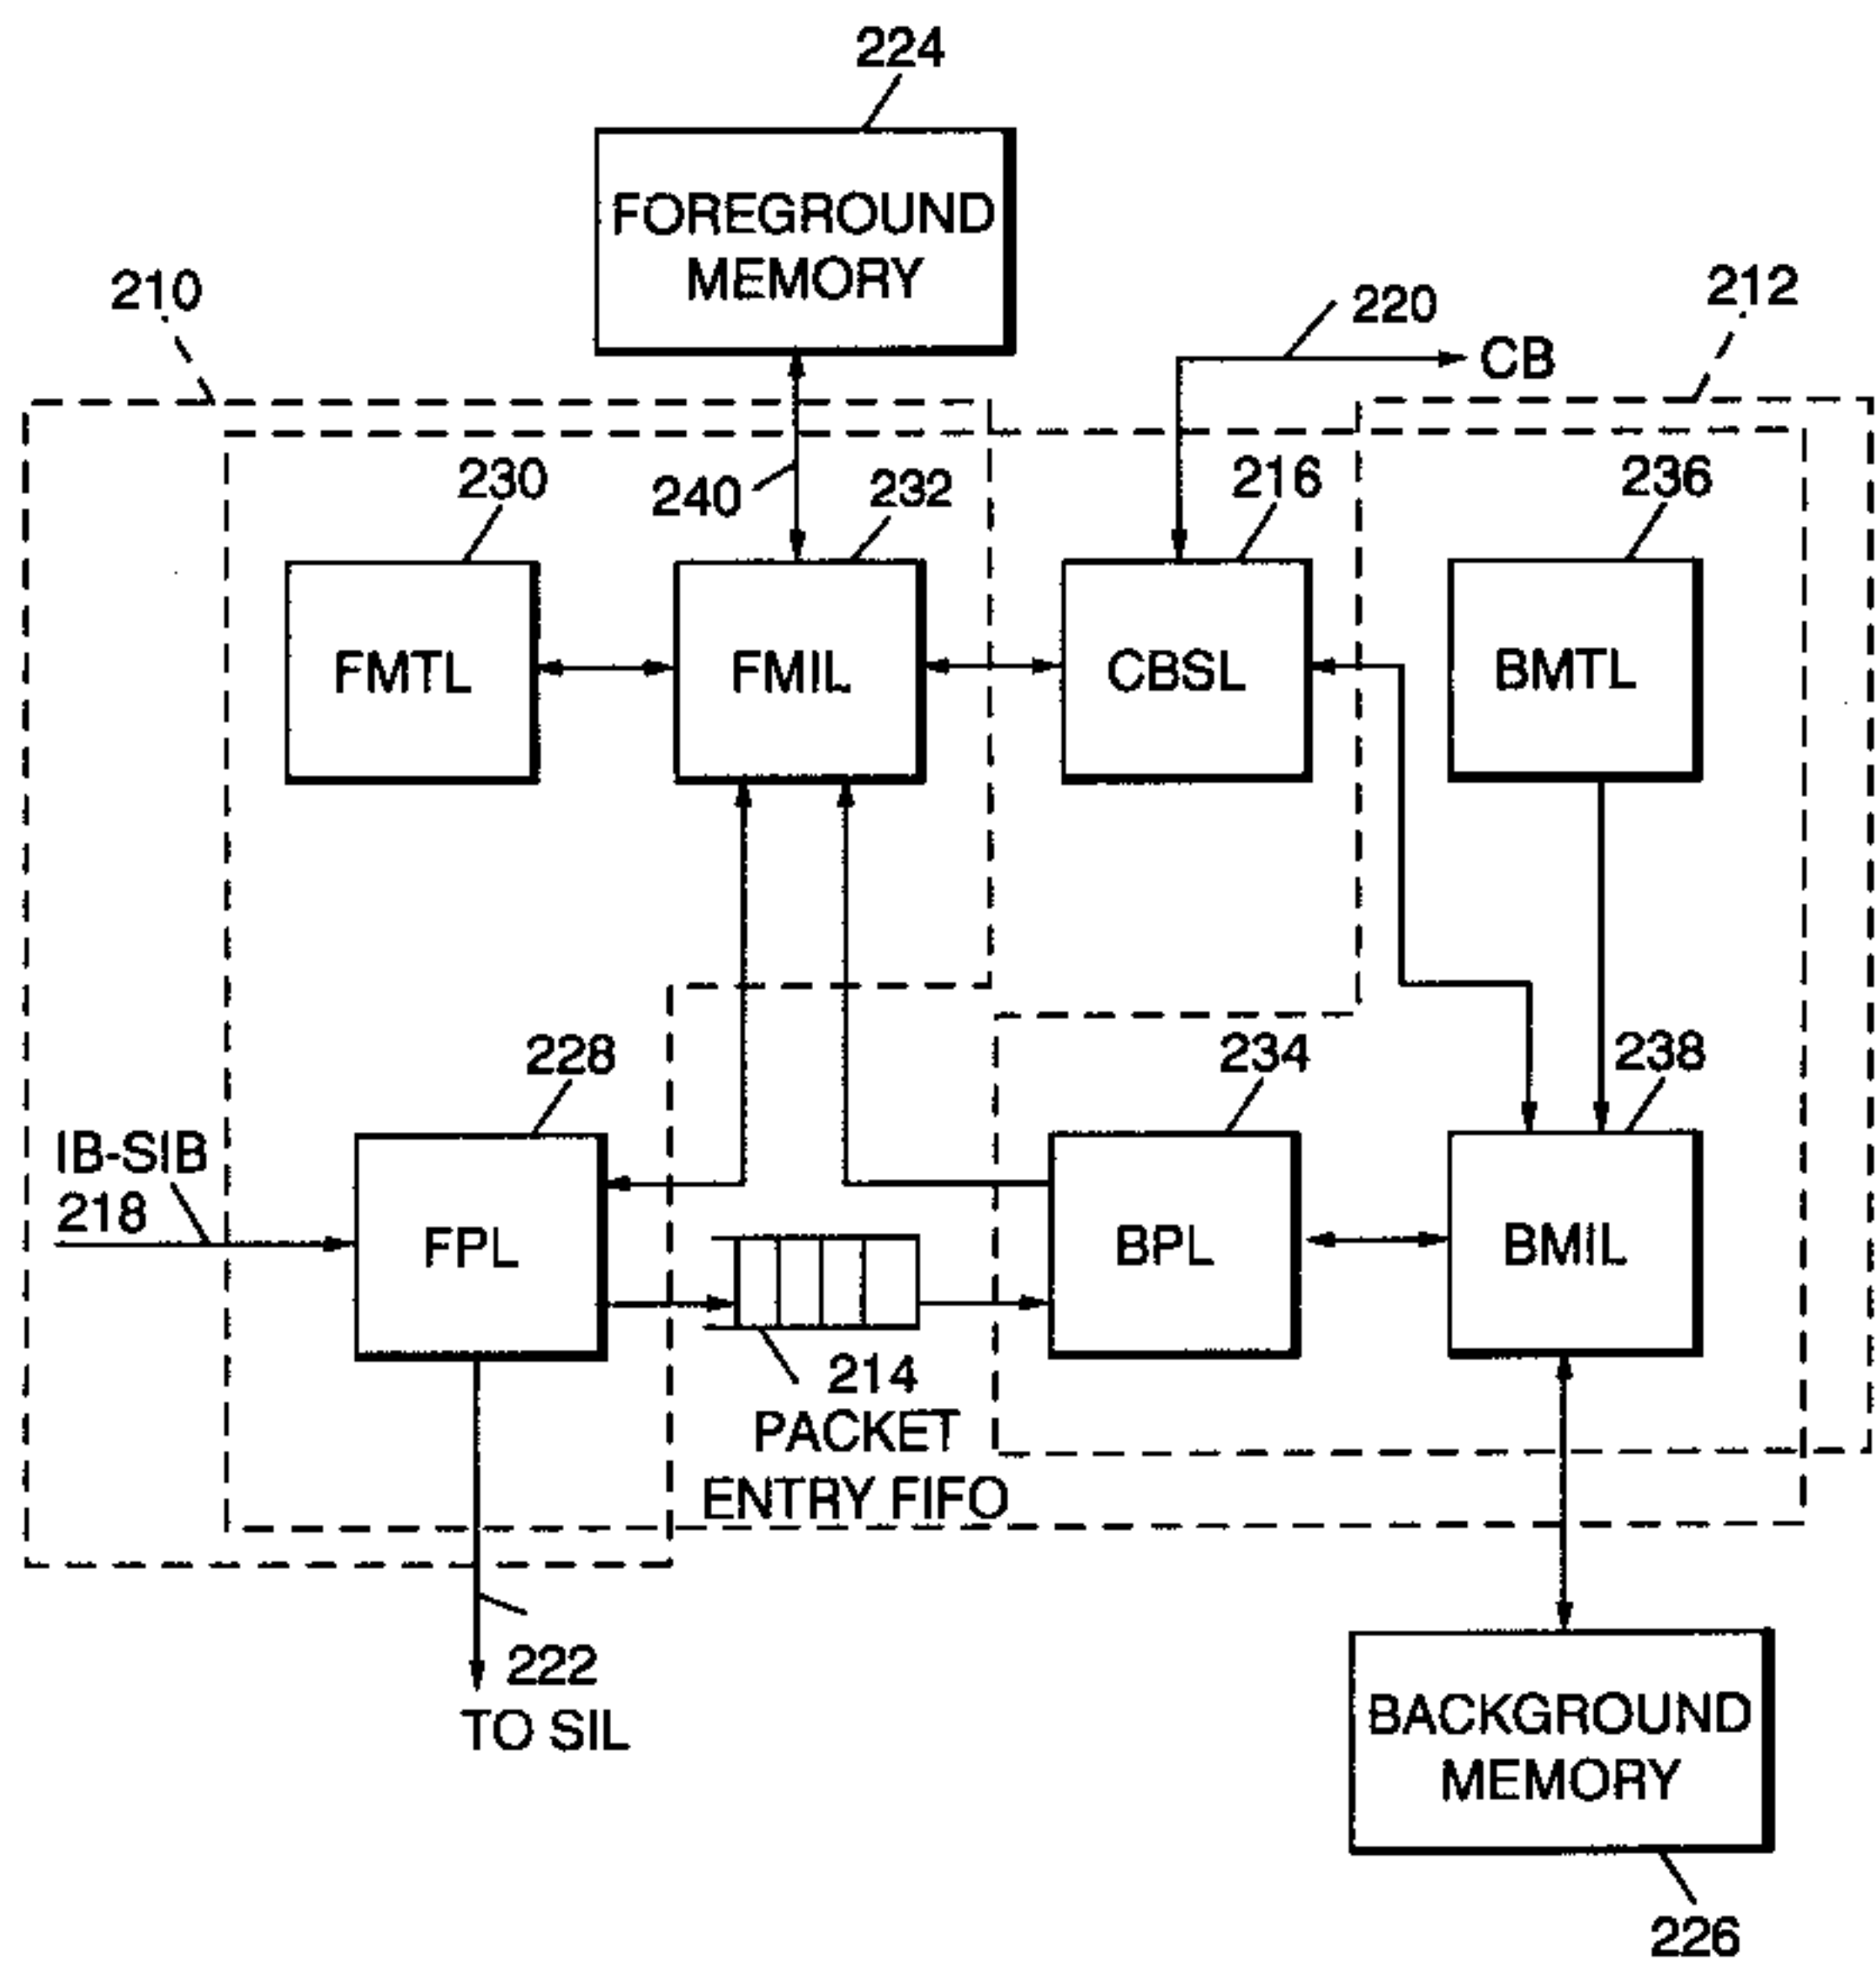 224
FOREGROUND
MEMORY
210
212
220
CB
230
240
232
216
236
FMTL
FMIL
CBSL
BMTL
228
234
238
IB-SIB
218
FPL
BPL
BMIL
214
PACKET
ENTRY FIFO
222
TO SIL
BACKGROUND
MEMORY
226